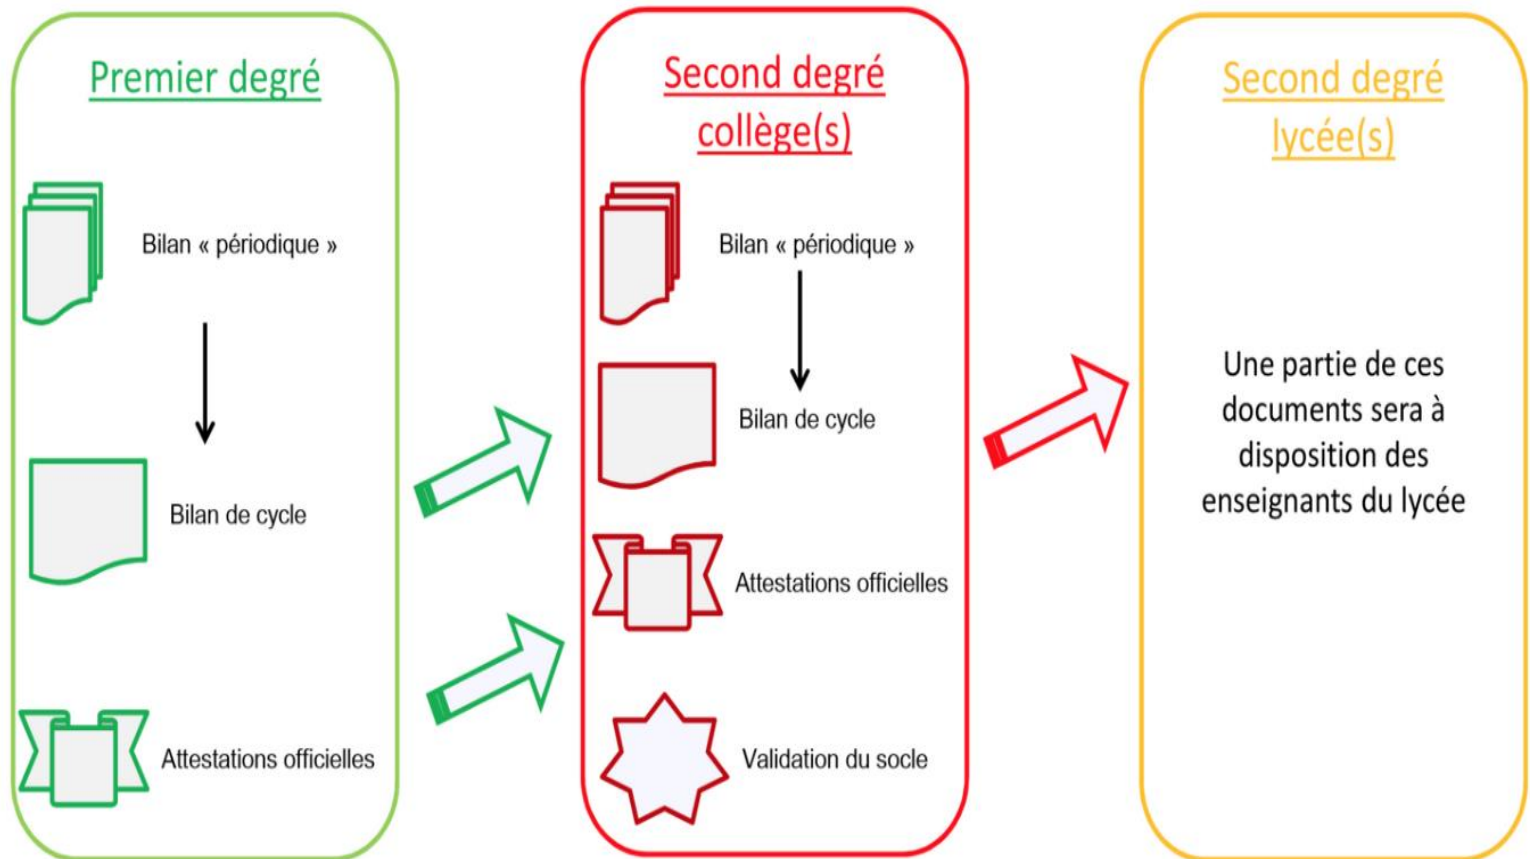 Premier degré
Bilan « périodique »
Bilan de cycle
Attestations officielles
Second degré
collège(s)
Bilan « périodique »
Bilan de cycle
Attestations officielles
Validation du socle
Second degré
lycée(s)
Une partie de ces
documents sera à
disposition des
enseignants du lycée